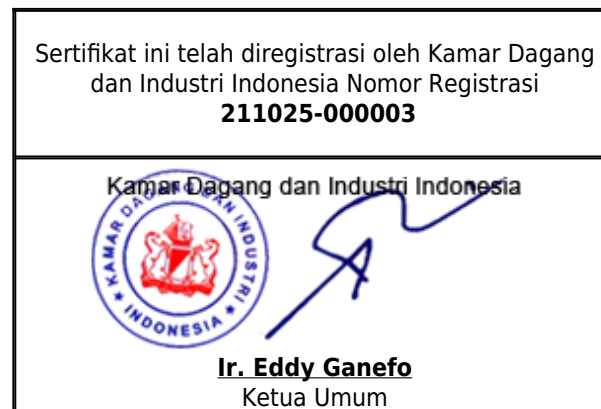 Sertifikat ini telah diregistrasi oleh Kamar Dagang
dan Industri Indonesia Nomor Registrasi
211025-000003
Kamar Dagang dan Industri Indonesia
KAMAR DAGANG DAN INDUSTRI
INDONESIA
Ir. Eddy Ganefo
Ketua Umum